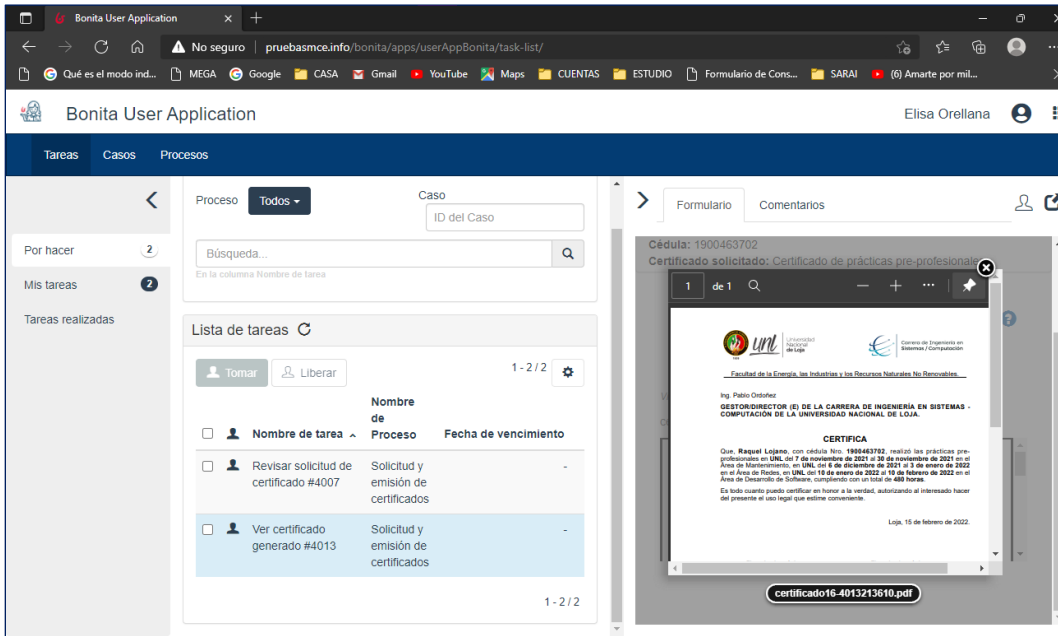 Bonita User Application
No seguro | pruebasmce.info/bonita/apps/userAppBonita/task-list/
Qué es el modo ind... MEGA Google CASA Gmail YouTube Maps CUENTAS ESTUDIO Formulario de Cons... SARAI (6) Amarte por mil...
Bonita User Application
Elisa Orellana
Tareas Casos Procesos
Por hacer 2
Mis tareas 2
Tareas realizadas
Proceso Todos
Caso
ID del Caso
Búsqueda...
En la columna Nombre de tarea
Lista de tareas
Tomar Liberar
1 - 2 / 2
Nombre de tarea
Nombre de Proceso
Fecha de vencimiento
Revisar solicitud de certificado #4007
Solicitud y emisión de certificados
-
Ver certificado generado #4013
Solicitud y emisión de certificados
-
1 - 2 / 2
Formulario Comentarios
Cédula: 1900463702
Certificado solicitado: Certificado de prácticas pre-profesionale
1 de 1
unl Universidad Nacional de Loja
Carrera de Ingeniería en Sistemas / Computación
Facultad de la Energía, las Industrias y los Recursos Naturales No Renovables.
Ing. Pablo Ordoñez
GESTOR/DIRECTOR (E) DE LA CARRERA DE INGENIERÍA EN SISTEMAS -
COMPUTACIÓN DE LA UNIVERSIDAD NACIONAL DE LOJA.
CERTIFICA
Que, Raquel Lojano, con cédula Nro. 1900463702, realizó las prácticas pre-
profesionales en UNL del 7 de noviembre de 2021 al 30 de noviembre de 2021 en el
Área de Mantenimiento, en UNL del 6 de diciembre de 2021 al 3 de enero de 2022
en el Área de Redes, en UNL del 10 de enero de 2022 al 10 de febrero de 2022 en el
Área de Desarrollo de Software, cumpliendo con un total de 480 horas.
Es todo cuanto puedo certificar en honor a la verdad, autorizando al interesado hacer
del presente el uso legal que estime conveniente.
Loja, 15 de febrero de 2022.
certificado16-4013213610.pdf